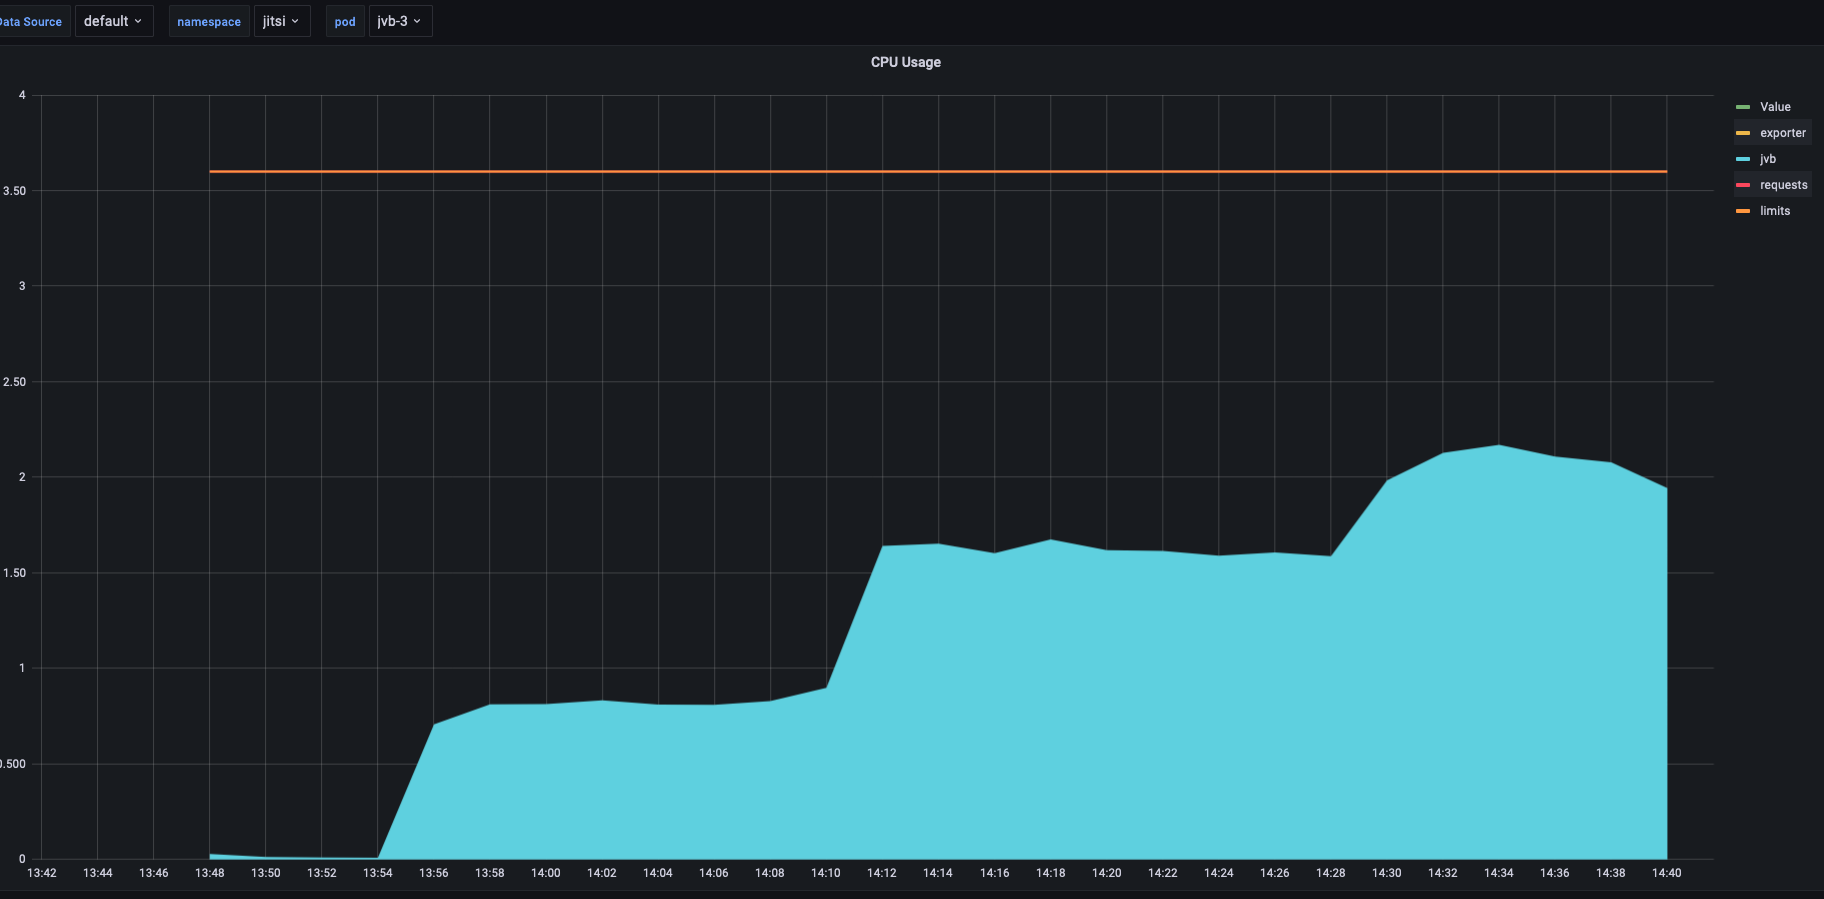 Data Source default namespace jitsi pod jvb-3
CPU Usage
4
3.50
3
2.50
2
1.50
1
0.500
0
13:42 13:44 13:46 13:48 13:50 13:52 13:54 13:56 13:58 14:00 14:02 14:04 14:06 14:08 14:10 14:12 14:14 14:16 14:18 14:20 14:22 14:24 14:26 14:28 14:30 14:32 14:34 14:36 14:38 14:40
Value
exporter
jvb
requests
limits